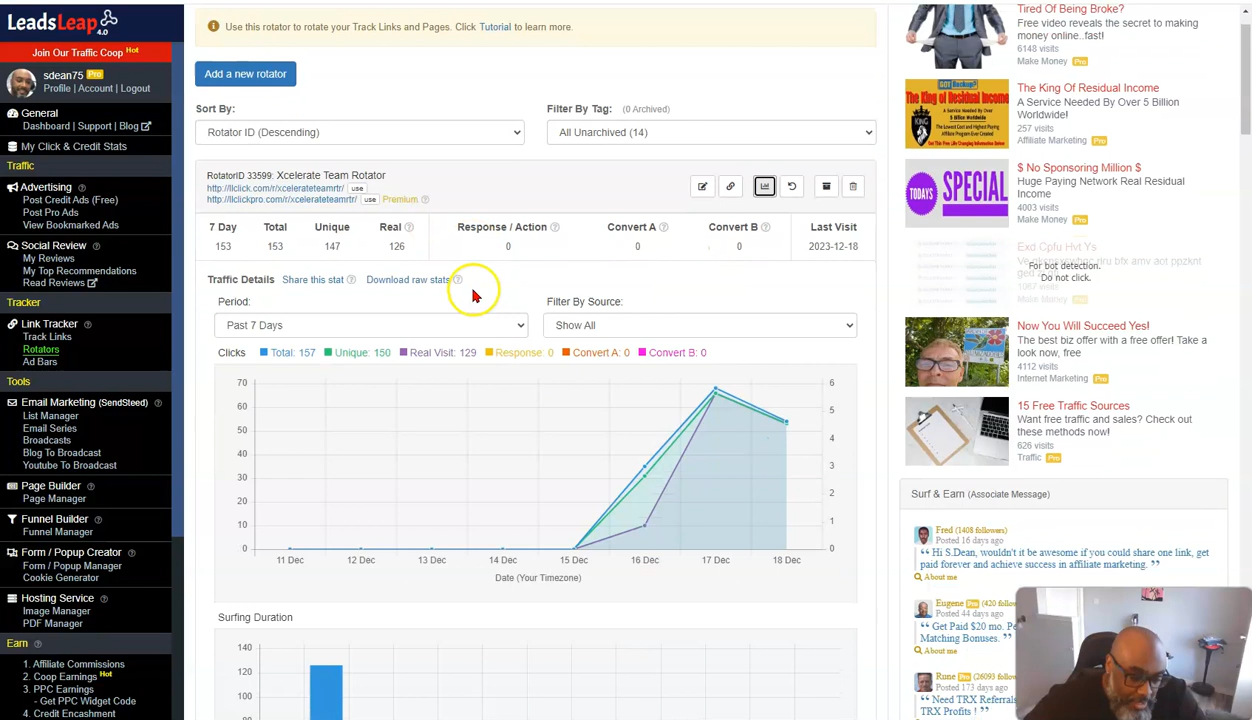 LeadsLeap 4.0
Join Our Traffic Coop Hot
sdean75 Pro
Profile | Account | Logout
General
Dashboard | Support | Blog
My Click & Credit Stats
Traffic
Advertising
Post Credit Ads (Free)
Post Pro Ads
View Bookmarked Ads
Social Review
My Reviews
My Top Recommendations
Read Reviews
Tracker
Link Tracker
Track Links
Rotators
Ad Bars
Tools
Email Marketing (SendSteed)
List Manager
Email Series
Broadcasts
Blog To Broadcast
Youtube To Broadcast
Page Builder
Page Manager
Funnel Builder
Funnel Manager
Form / Popup Creator
Form / Popup Manager
Cookie Generator
Hosting Service
Image Manager
PDF Manager
Earn
1. Affiliate Commissions
2. Coop Earnings Hot
3. PPC Earnings
- Get PPC Widget Code
4. Credit Encashment
Use this rotator to rotate your Track Links and Pages. Click Tutorial to learn more.
Add a new rotator
Sort By:
Rotator ID (Descending)
Filter By Tag: (0 Archived)
All Unarchived (14)
RotatorID 33599: Xcelerate Team Rotator
http://llclick.com/r/xcelerateteamrtr/ use
http://llclickpro.com/r/xcelerateteamrtr/ use Premium
7 Day Total Unique Real Response / Action Convert A Convert B Last Visit
153 153 147 126 0 0 0 2023-12-18
Traffic Details Share this stat Download raw stats
Period:
Past 7 Days
Filter By Source:
Show All
Clicks Total: 157 Unique: 150 Real Visit: 129 Response: 0 Convert A: 0 Convert B: 0
70
60
50
40
30
20
10
0
6
5
4
3
2
1
0
11 Dec 12 Dec 13 Dec 14 Dec 15 Dec 16 Dec 17 Dec 18 Dec
Date (Your Timezone)
Surfing Duration
140
120
100
80
Tired Of Being Broke?
Free video reveals the secret to making
money online..fast!
6148 visits
Make Money Pro
The King Of Residual Income
A Service Needed By Over 5 Billion
Worldwide!
257 visits
Affiliate Marketing Pro
TODAYS SPECIAL
$ No Sponsoring Million $
Huge Paying Network Real Residual
Income
4003 visits
Make Money Pro
Exd Cpfu Hvt Ys
For bot detection.
Do not click.
Make Money Pro
Now You Will Succeed Yes!
The best biz offer with a free offer! Take a
look now, free
4112 visits
Internet Marketing Pro
15 Free Traffic Sources
Want free traffic and sales? Check out
these methods now!
626 visits
Traffic Pro
Surf & Earn (Associate Message)
Fred (1408 followers)
Posted 16 days ago
“ Hi S.Dean, wouldn't it be awesome if you could share one link, get
paid forever and achieve success in affiliate marketing. ”
About me
Eugene Pro (420 follow
Posted 44 days ago
“ Get Paid $20 mo. P
Matching Bonuses. ”
About me
Rune Pro (26093 follow
Posted 173 days ago
“ Need TRX Referrals
TRX Profits ! ”